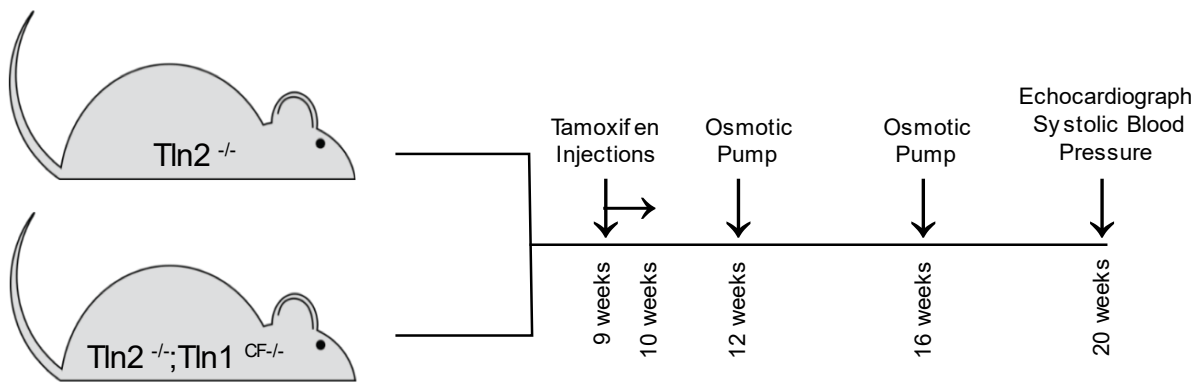 Tln2 -/-
Tln2 -/-;Tln1 CF-/-
Tamoxifen
Injections
Osmotic
Pump
Osmotic
Pump
Echocardiograph
Systolic Blood
Pressure
9 weeks
10 weeks
12 weeks
16 weeks
20 weeks